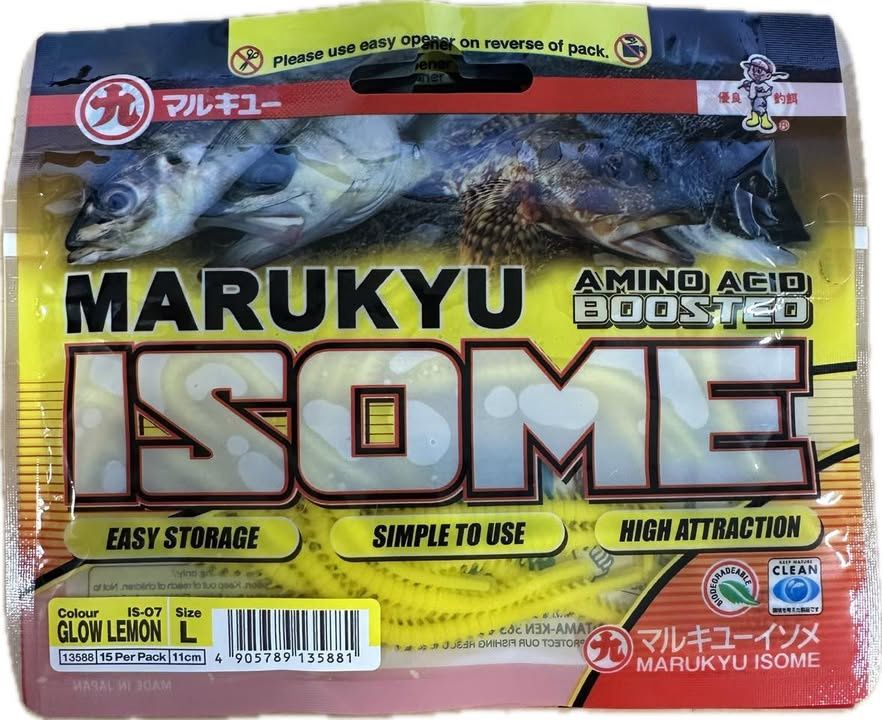 Please use easy opener on reverse of pack.
マルキユー
優良 釣餌
®
MARUKYU
AMINO ACID
BOOSTED
ISOME
EASY STORAGE
SIMPLE TO USE
HIGH ATTRACTION
BIODEGRADEABLE
KEEP NATURE
CLEAN
Colour IS-07
GLOW LEMON
Size
L
13588 15 Per Pack 11cm
4 905789 135881
マルキユーイソメ
MARUKYU ISOME
MADE IN JAPAN